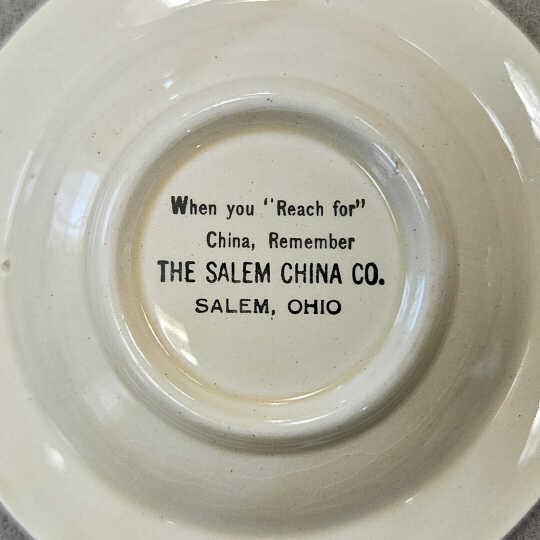 When you "Reach for"
China, Remember
THE SALEM CHINA CO.
SALEM, OHIO